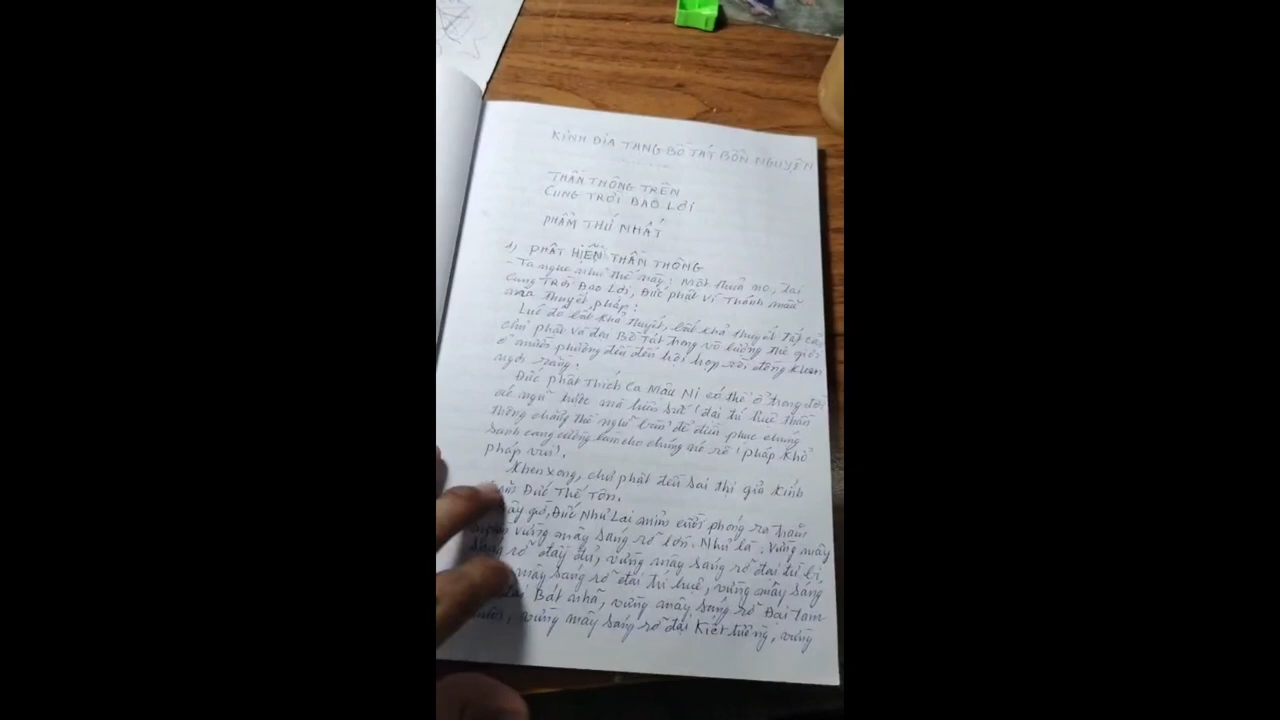 KINH ĐỊA TẠNG BỒ TÁT BỔN NGUYỆN
THẦN THÔNG TRÊN
CUNG TRỜI ĐAO LỢI
PHẨM THỨ NHẤT
1) PHẬT HIỆN THẦN THÔNG
- Ta nghe như thế này: Một thuở nọ, tại
Cung Trời Đao Lợi, Đức phật vì Thánh mẫu
mà thuyết pháp:
Lúc đó bất khả thuyết, bất khả thuyết tất cả
chư phật và đeu Bồ Tát trong vô lượng thế giới
ở mười phương đều đến hội họp rồi đồng khen
ngợi rằng:
Đức phật Thích Ca Mâu Ni có thể ở trong đời
ác ngũ trược mà hiện sức (đại trí huệ thần
thông chẳng thể nghĩ bàn) để điều phục chúng
sanh cang cường làm cho chúng nó rõ (pháp khổ
pháp vui).
Khen xong, chư phật đều sai thị giả kính
Đức Thế Tôn.
giờ, Đức Như Lai mỉm cười phóng ra trăm
vừng mây sáng rỡ lớn. Như là: Vừng mây
sáng rỡ đầy đủ, vừng mây sáng rỡ đại từ bi,
mây sáng rỡ đại trí huệ, vừng mây sáng
Bát nhã, vừng mây sáng rỡ Đại Tam
vừng mây sáng rỡ đại Kiết tường, vừng